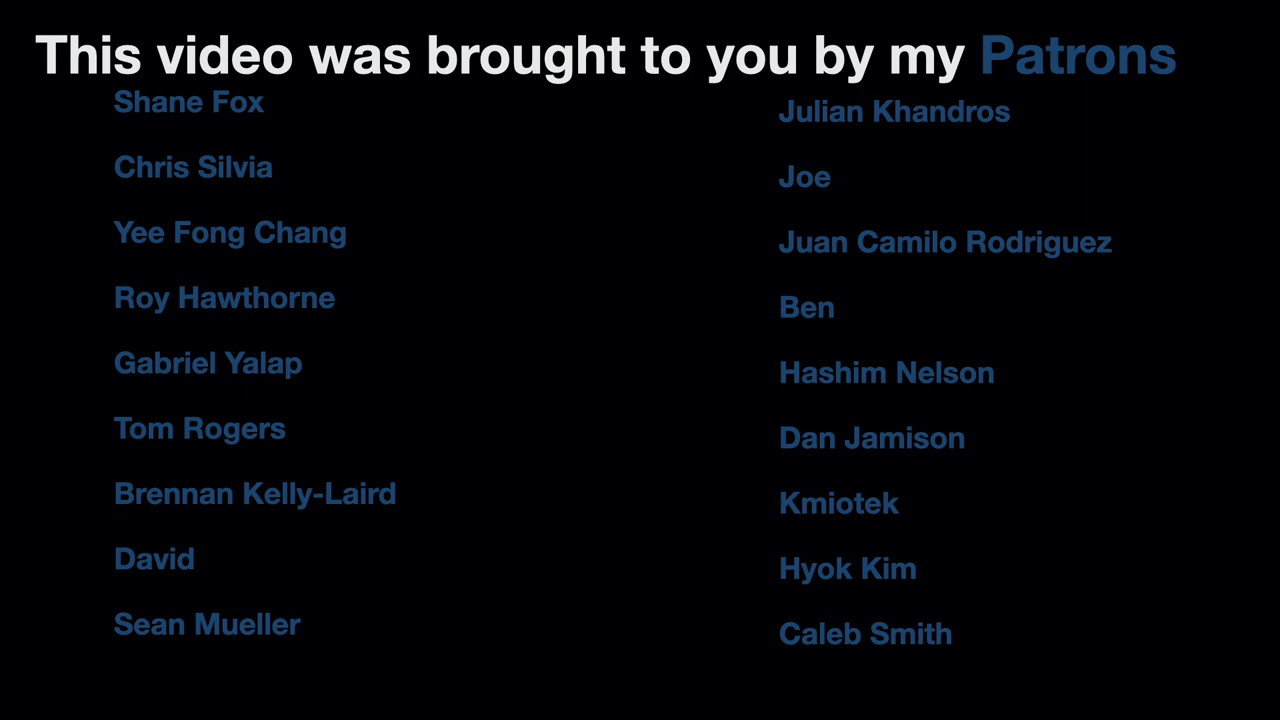 This video was brought to you by my Patrons
Shane Fox
Chris Silvia
Yee Fong Chang
Roy Hawthorne
Gabriel Yalap
Tom Rogers
Brennan Kelly-Laird
David
Sean Mueller
Julian Khandros
Joe
Juan Camilo Rodriguez
Ben
Hashim Nelson
Dan Jamison
Kmiotek
Hyok Kim
Caleb Smith